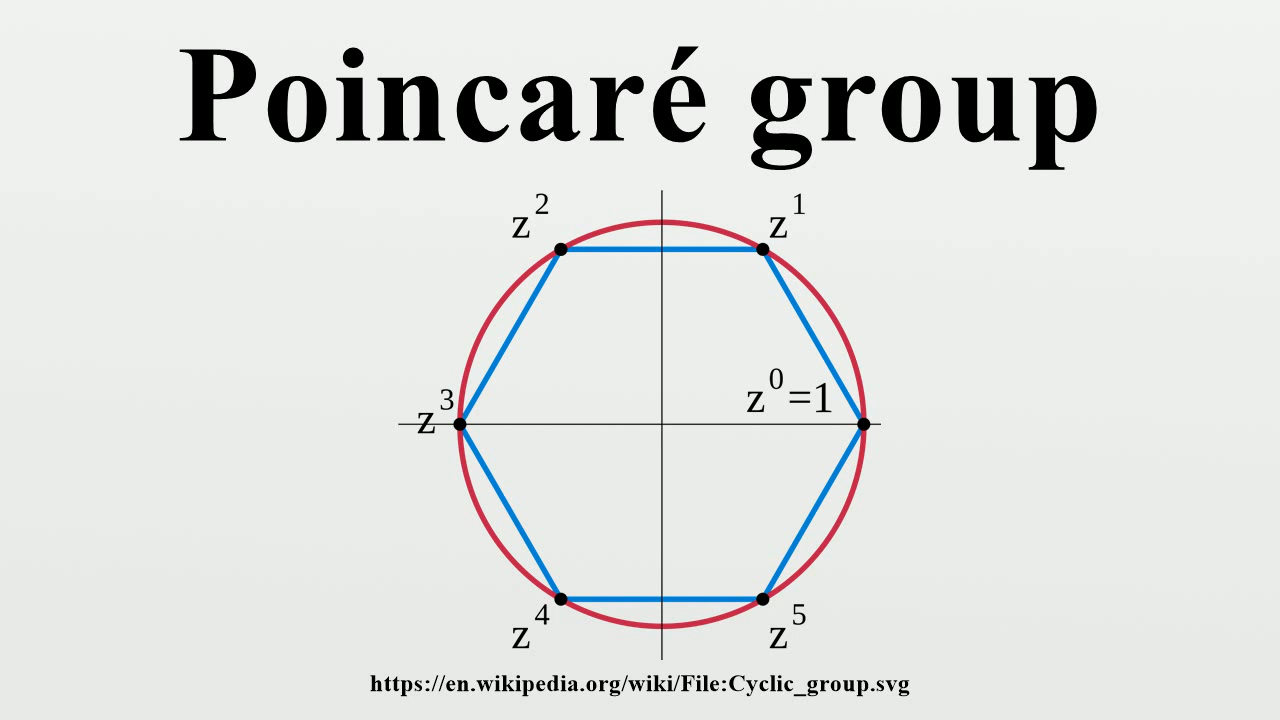 Poincaré group
z² z¹
z³ z⁰=1
z⁴ z⁵
https://en.wikipedia.org/wiki/File:Cyclic_group.svg